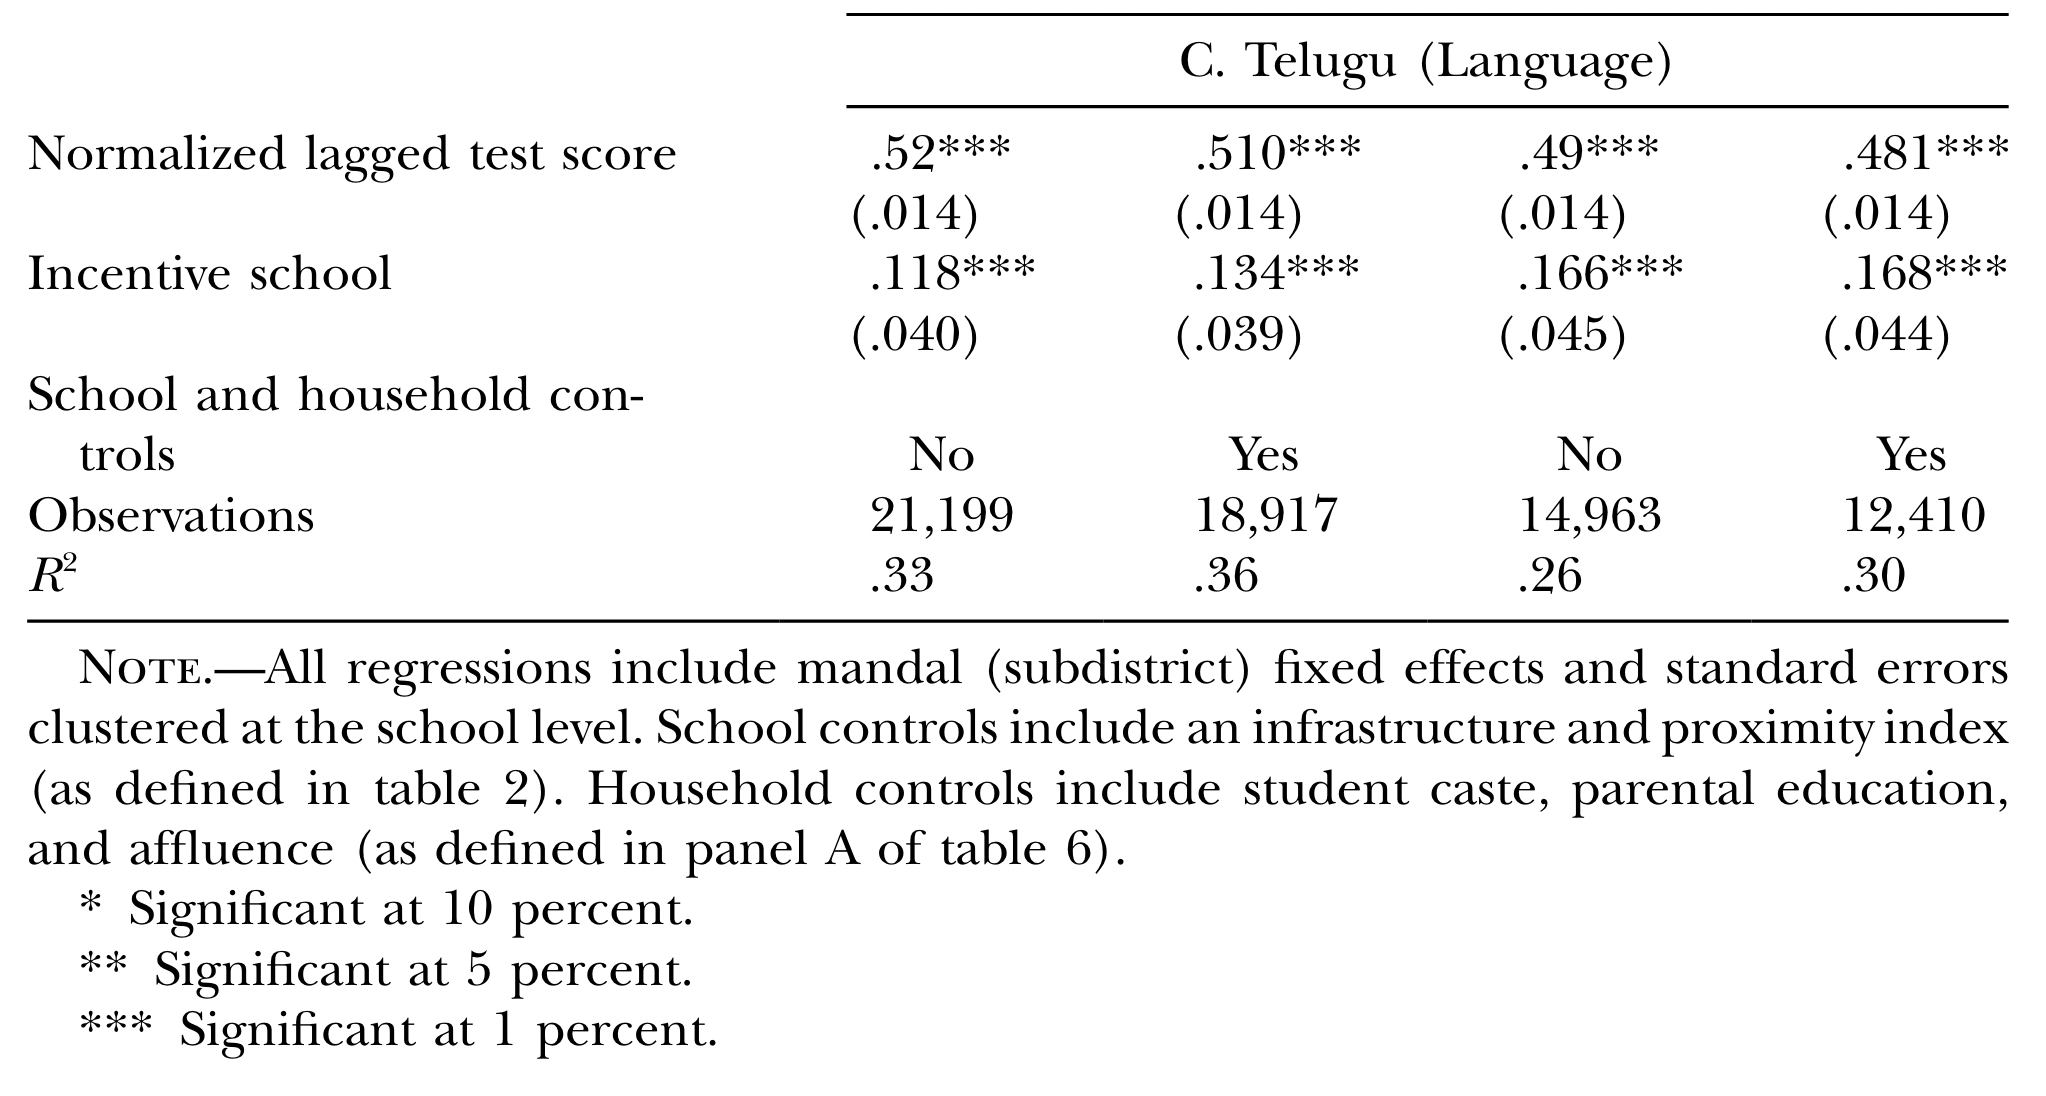 C. Telugu (Language)
Normalized lagged test score .52*** .510*** .49*** .481***
(.014) (.014) (.014) (.014)
Incentive school .118*** .134*** .166*** .168***
(.040) (.039) (.045) (.044)
School and household con-
trols No Yes No Yes
Observations 21,199 18,917 14,963 12,410
R² .33 .36 .26 .30
Note.—All regressions include mandal (subdistrict) fixed effects and standard errors
clustered at the school level. School controls include an infrastructure and proximity index
(as defined in table 2). Household controls include student caste, parental education,
and affluence (as defined in panel A of table 6).
* Significant at 10 percent.
** Significant at 5 percent.
*** Significant at 1 percent.